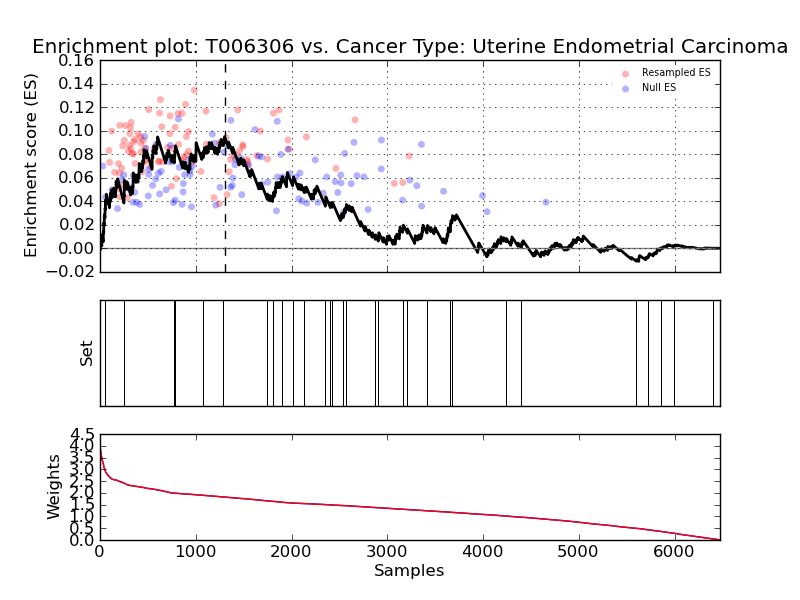 Enrichment plot: T006306 vs. Cancer Type: Uterine Endometrial Carcinoma
Enrichment score (ES)
0.16
0.14
0.12
0.10
0.08
0.06
0.04
0.02
0.00
−0.02
Resampled ES
Null ES
Set
Weights
4.5
4.0
3.5
3.0
2.5
2.0
1.5
1.0
0.5
0.0
0 1000 2000 3000 4000 5000 6000
Samples